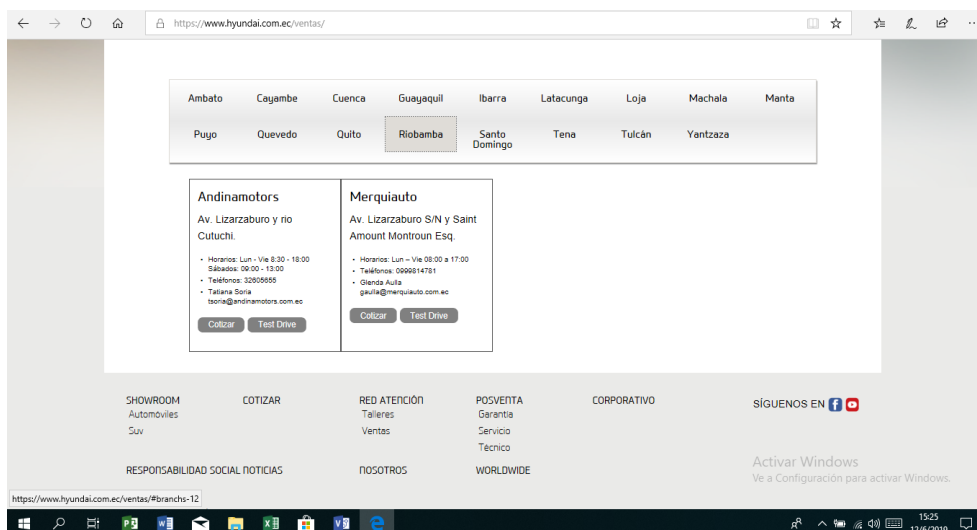 https://www.hyundai.com.ec/ventas/
Ambato Cayambe Cuenca Guayaquil Ibarra Latacunga Loja Machala Manta
Puyo Quevedo Quito Riobamba Santo Domingo Tena Tulcán Yantzaza
Andinamotors
Av. Lizarzaburo y rio
Cutuchi.
• Horarios: Lun - Vie 8:30 - 18:00
Sábados: 09:00 - 13:00
• Teléfonos: 32605655
• Tatiana Soria
tsoria@andinamotors.com.ec
Cotizar Test Drive
Merquiauto
Av. Lizarzaburo S/N y Saint
Amount Montroun Esq.
• Horarios: Lun – Vie 08:00 a 17:00
• Teléfonos: 0999814781
• Glenda Aulla
gaulla@merquiauto.com.ec
Cotizar Test Drive
SHOWROOM COTIZAR RED ATENCIÓN POSVENTA CORPORATIVO
Automóviles Talleres Garantía
Suv Ventas Servicio
Técnico
SÍGUENOS EN
RESPONSABILIDAD SOCIAL NOTICIAS NOSOTROS WORLDWIDE
Activar Windows
Ve a Configuración para activar Windows.
https://www.hyundai.com.ec/ventas/#branchs-12
15:25
12/6/2019